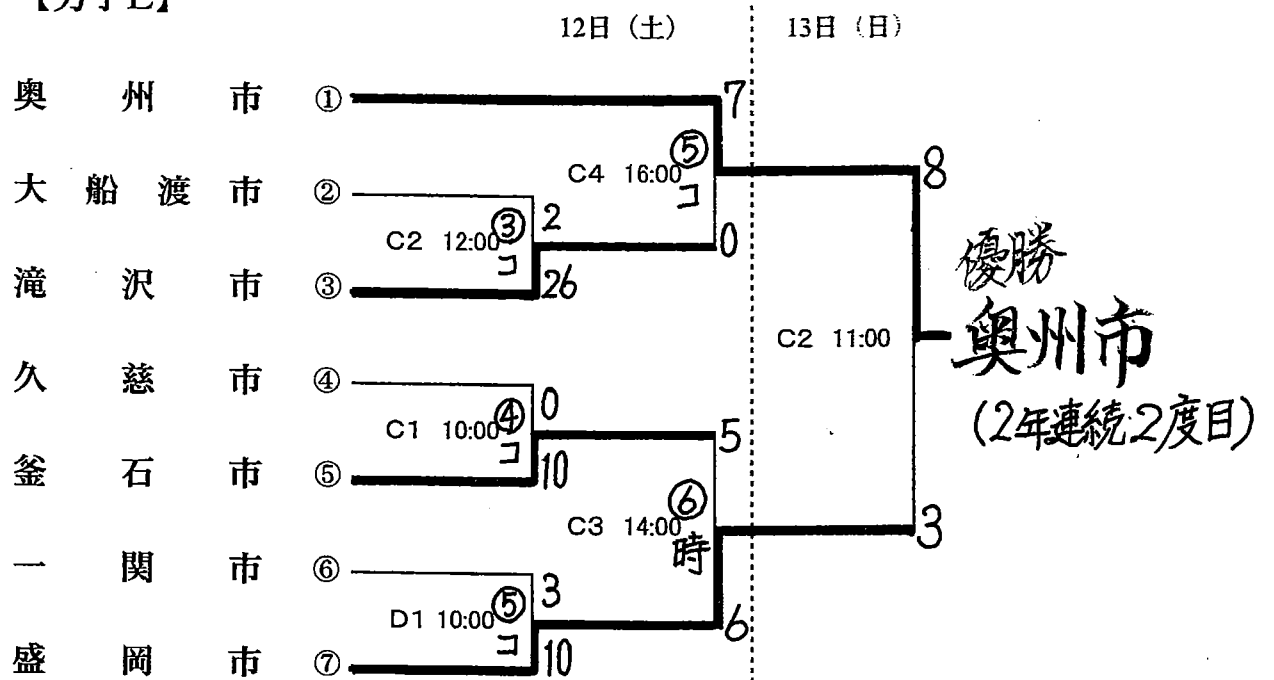 12日（土） 13日（日）
奥州市 ① 7
C4 16:00 ⑤ コ 8
大船渡市 ②
C2 12:00 ③ コ 2 0
滝沢市 ③ 26
優勝
C2 11:00 奥州市
久慈市 ④ (2年連続2度目)
C1 10:00 ④ コ 0 5
釜石市 ⑤ 10
C3 14:00 ⑥ 時 3
一関市 ⑥
D1 10:00 ⑤ コ 3 6
盛岡市 ⑦ 10